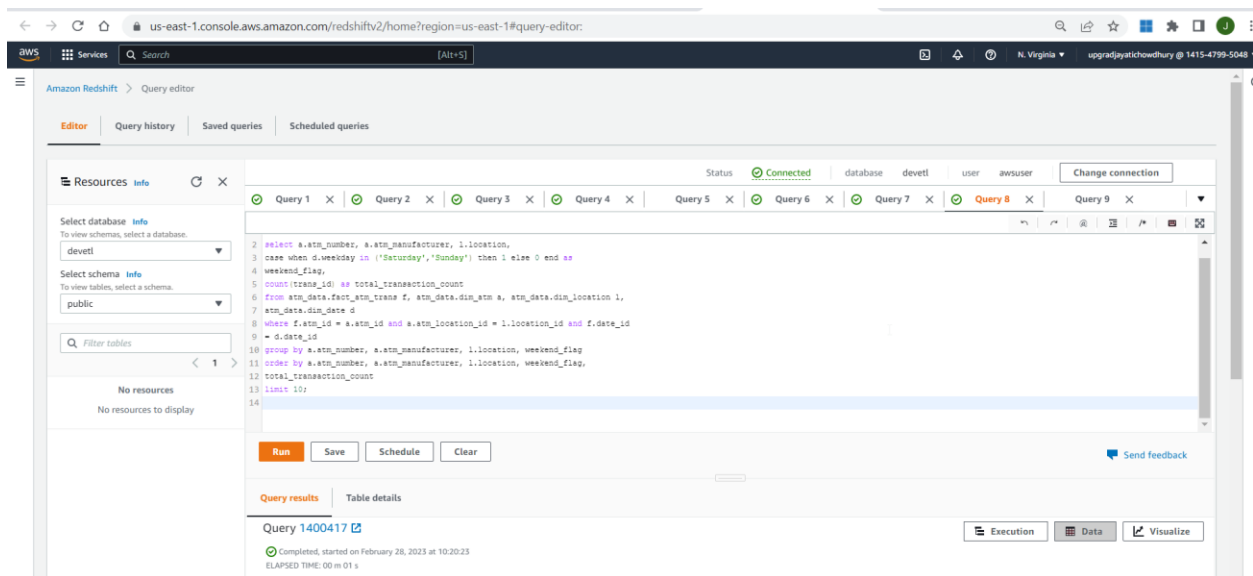 us-east-1.console.aws.amazon.com/redshiftv2/home?region=us-east-1#query-editor:
J
aws Services Search [Alt+S] N. Virginia upgradjayatichowdhury @ 1415-4799-5048
Amazon Redshift > Query editor
Editor Query history Saved queries Scheduled queries
Resources Info
Status Connected database devetl user awsuser Change connection
Query 1 Query 2 Query 3 Query 4 Query 5 Query 6 Query 7 Query 8 Query 9
Select database Info
To view schemas, select a database.
devetl
Select schema Info
To view tables, select a schema.
public
Filter tables
< 1 >
No resources
No resources to display
2 select a.atm_number, a.atm_manufacturer, l.location,
3 case when d.weekday in ('Saturday','Sunday') then 1 else 0 end as
4 weekend_flag,
5 count(trans_id) as total_transaction_count
6 from atm_data.fact_atm_trans f, atm_data.dim_atm a, atm_data.dim_location l,
7 atm_data.dim_date d
8 where f.atm_id = a.atm_id and a.atm_location_id = l.location_id and f.date_id
9 = d.date_id
10 group by a.atm_number, a.atm_manufacturer, l.location, weekend_flag
11 order by a.atm_number, a.atm_manufacturer, l.location, weekend_flag,
12 total_transaction_count
13 limit 10;
14
Run Save Schedule Clear
Send feedback
Query results Table details
Query 1400417
Execution Data Visualize
Completed, started on February 28, 2023 at 10:20:23
ELAPSED TIME: 00 m 01 s